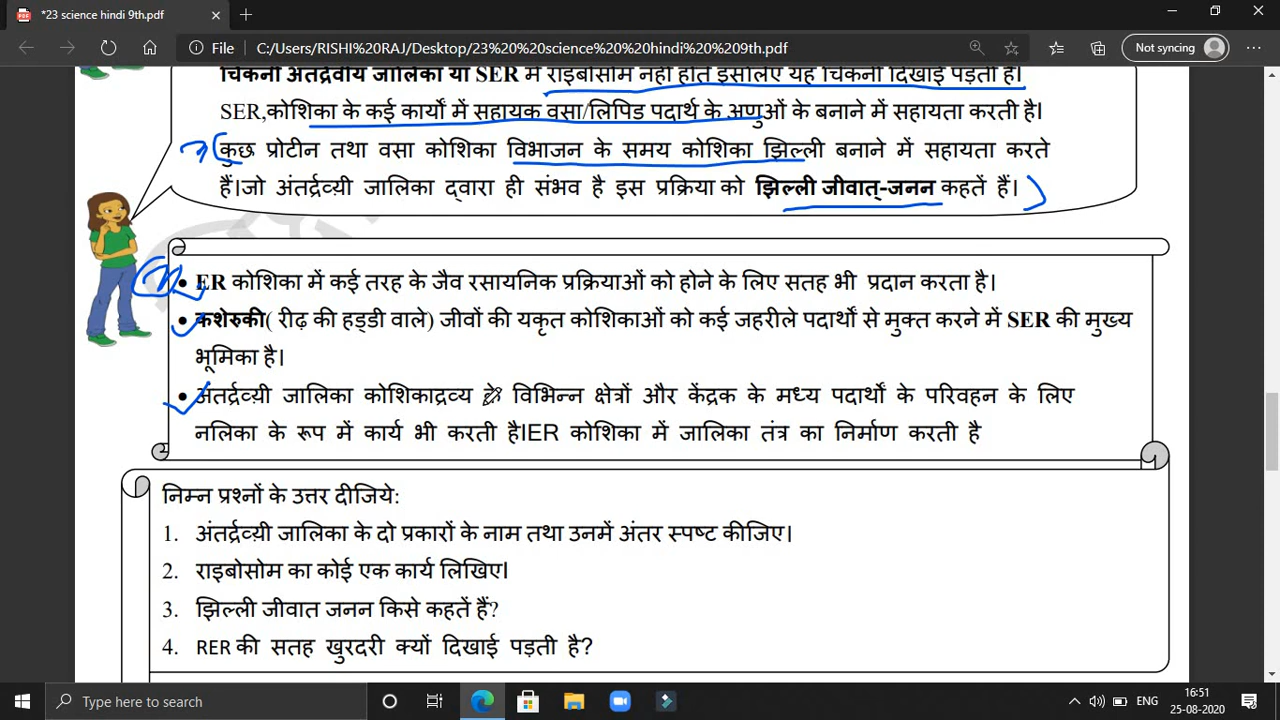 *23 science hindi 9th.pdf
File C:/Users/RISHI%20RAJ/Desktop/23%20%20science%20%20hindi%20%209th.pdf Not syncing
चिकनी अंतर्द्रवीय जालिका या SER में राइबोसोम नहीं होते इसलिए यह चिकनी दिखाई पड़ती है।
SER,कोशिका के कई कार्यों में सहायक वसा/लिपिड पदार्थ के अणुओं के बनाने में सहायता करती है।
कुछ प्रोटीन तथा वसा कोशिका विभाजन के समय कोशिका झिल्ली बनाने में सहायता करते
हैं।जो अंतर्द्रव्यी जालिका द्वारा ही संभव है इस प्रक्रिया को झिल्ली जीवात्-जनन कहतें हैं।
• ER कोशिका में कई तरह के जैव रसायनिक प्रक्रियाओं को होने के लिए सतह भी प्रदान करता है।
• कशेरुकी( रीढ़ की हड्डी वाले) जीवों की यकृत कोशिकाओं को कई जहरीले पदार्थों से मुक्त करने में SER की मुख्य
भूमिका है।
• अंतर्द्रव्य़ी जालिका कोशिकाद्रव्य के विभिन्न क्षेत्रों और केंद्रक के मध्य पदार्थों के परिवहन के लिए
नलिका के रूप में कार्य भी करती है।ER कोशिका में जालिका तंत्र का निर्माण करती है
निम्न प्रश्नों के उत्तर दीजिये:
1. अंतर्द्रव्य़ी जालिका के दो प्रकारों के नाम तथा उनमें अंतर स्पष्ट कीजिए।
2. राइबोसोम का कोई एक कार्य लिखिए।
3. झिल्ली जीवात जनन किसे कहतें हैं?
4. RER की सतह खुरदरी क्यों दिखाई पड़ती है?
Type here to search
ENG
16:51
25-08-2020